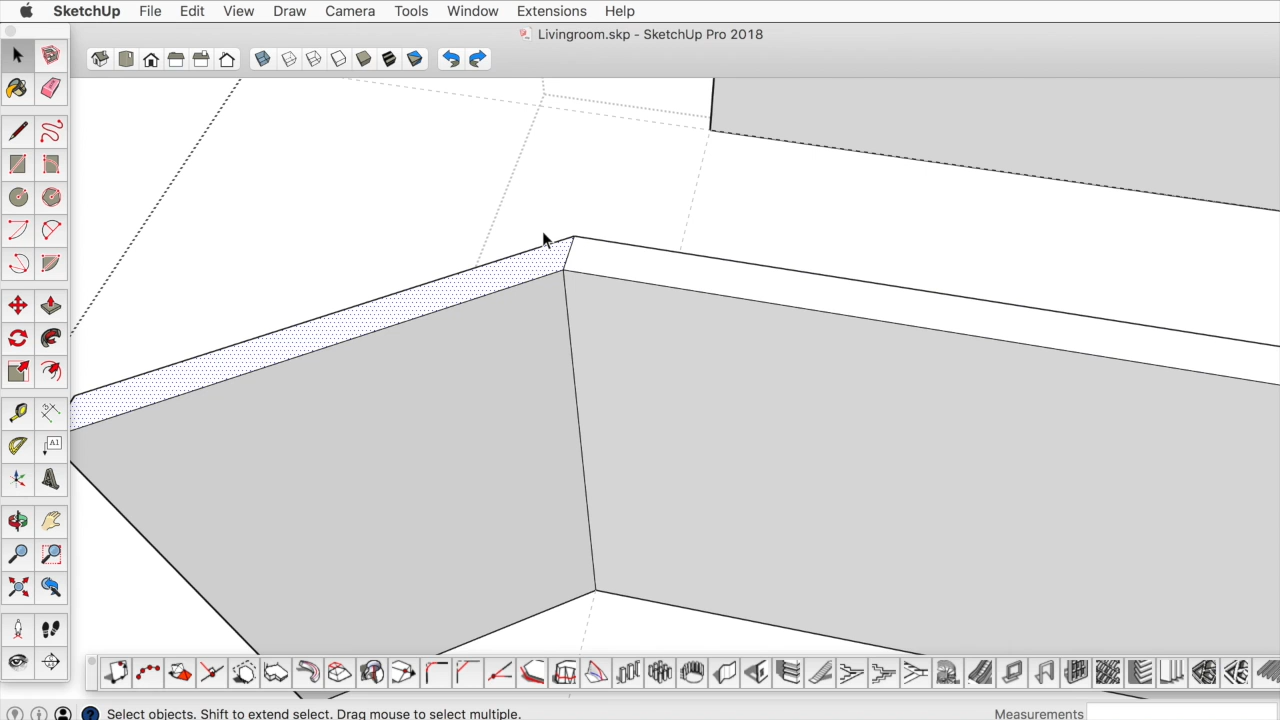 SketchUp File Edit View Draw Camera Tools Window Extensions Help
Livingroom.skp - SketchUp Pro 2018
A1
Select objects. Shift to extend select. Drag mouse to select multiple.
Measurements